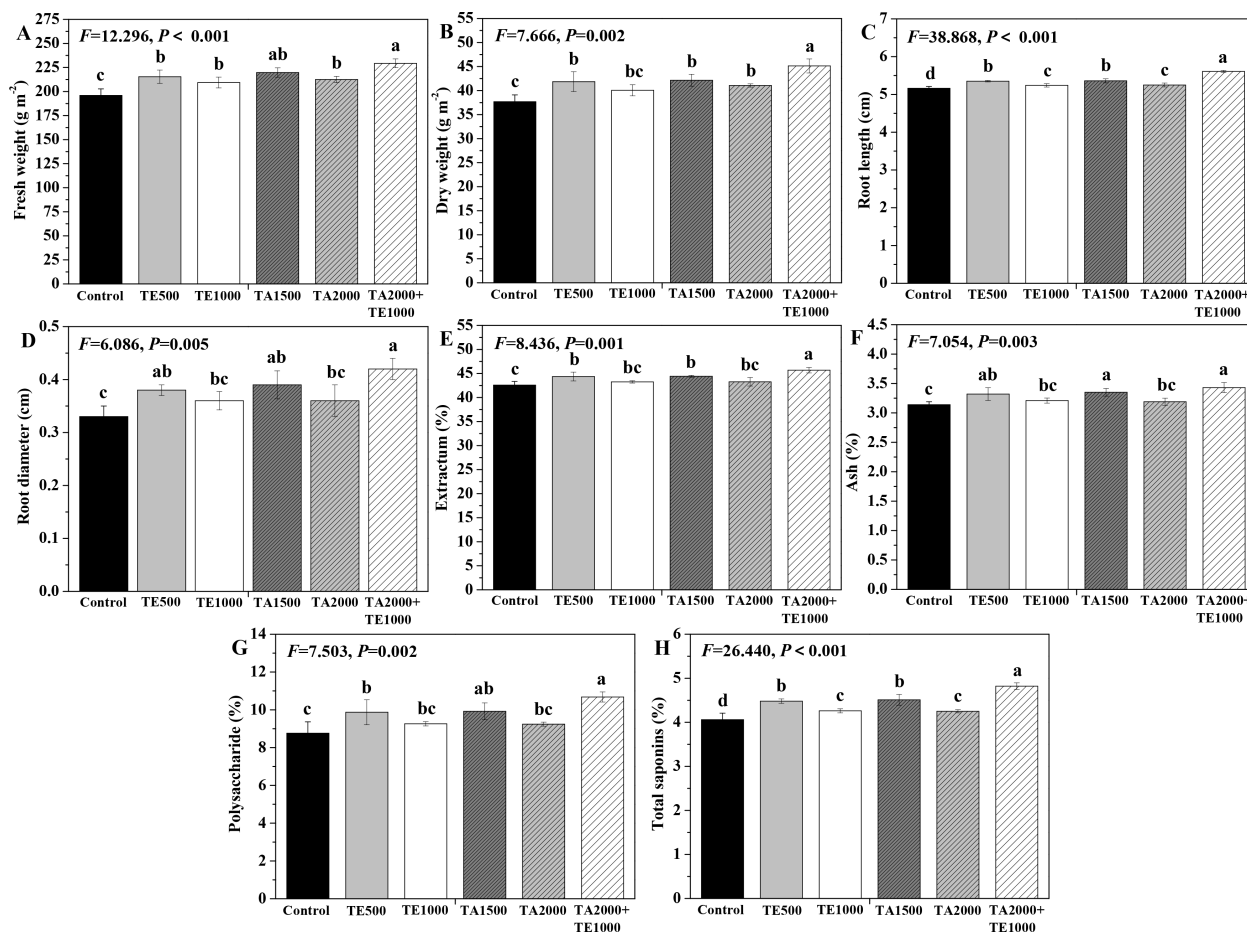 A
F=12.296, P < 0.001
Fresh weight (g m-2)
275
250
225
200
175
150
125
100
75
50
25
0
c
b
b
ab
b
a
Control
TE500
TE1000
TA1500
TA2000
TA2000+
TE1000
B
F=7.666, P=0.002
Dry weight (g m-2)
55
50
45
40
35
30
25
20
15
10
5
0
c
b
bc
b
b
a
Control
TE500
TE1000
TA1500
TA2000
TA2000+
TE1000
C
F=38.868, P < 0.001
Root length (cm)
7
6
5
4
3
2
1
0
d
b
c
b
c
a
Control
TE500
TE1000
TA1500
TA2000
TA2000+
TE1000
D
F=6.086, P=0.005
Root diameter (cm)
0.5
0.4
0.3
0.2
0.1
0.0
c
ab
bc
ab
bc
a
Control
TE500
TE1000
TA1500
TA2000
TA2000+
TE1000
E
F=8.436, P=0.001
Extractum (%)
55
50
45
40
35
30
25
20
15
10
5
0
c
b
bc
b
bc
a
Control
TE500
TE1000
TA1500
TA2000
TA2000+
TE1000
F
F=7.054, P=0.003
Ash (%)
4.5
4.0
3.5
3.0
2.5
2.0
1.5
1.0
0.5
0.0
c
ab
bc
a
bc
a
Control
TE500
TE1000
TA1500
TA2000
TA2000+
TE1000
G
F=7.503, P=0.002
Polysaccharide (%)
14
12
10
8
6
4
2
0
c
b
bc
ab
bc
a
Control
TE500
TE1000
TA1500
TA2000
TA2000+
TE1000
H
F=26.440, P < 0.001
Total saponins (%)
6
5
4
3
2
1
0
d
b
c
b
c
a
Control
TE500
TE1000
TA1500
TA2000
TA2000+
TE1000